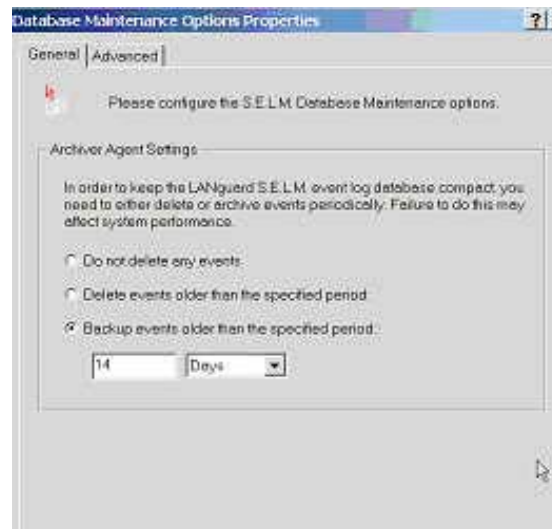 Database Maintenance Options Properties ?
General Advanced
Please configure the S.E.L.M. Database Maintenance options.
Archiver Agent Settings
In order to keep the LANguard S.E.L.M. event log database compact, you
need to either delete or archive events periodically. Failure to do this may
affect system performance.
Do not delete any events
Delete events older than the specified period:
Backup events older than the specified period:
14 Days